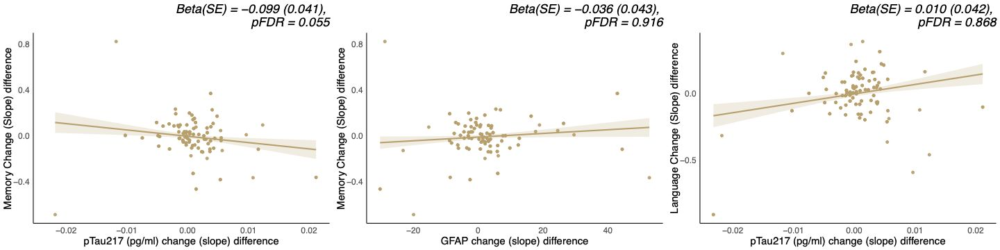 Beta(SE) = −0.099 (0.041),
pFDR = 0.055
Memory Change (Slope) difference
0.8
0.4
0.0
−0.4
−0.02
−0.01
0.00
0.01
0.02
pTau217 (pg/ml) change (slope) difference
Beta(SE) = −0.036 (0.043),
pFDR = 0.916
Memory Change (Slope) difference
0.8
0.4
0.0
−0.4
−20
0
20
40
GFAP change (slope) difference
Beta(SE) = 0.010 (0.042),
pFDR = 0.868
Language Change (Slope) difference
0.0
−0.5
−0.02
−0.01
0.00
0.01
0.02
pTau217 (pg/ml) change (slope) difference